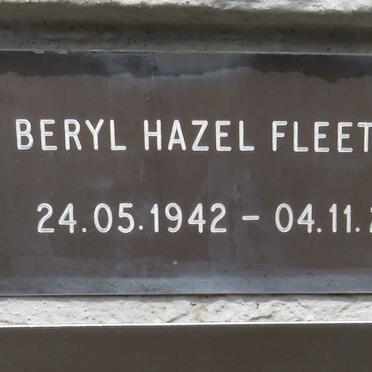 BERYL HAZEL FLEET
24.05.1942 - 04.11.